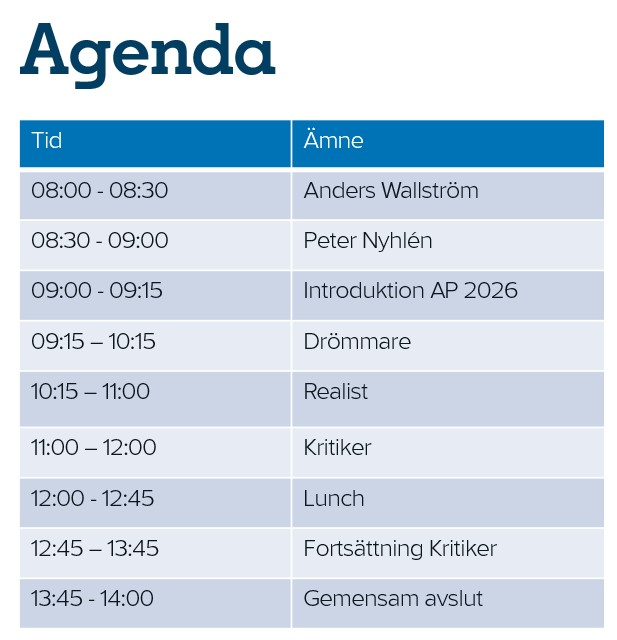 Agenda
Tid Ämne
08:00 - 08:30 Anders Wallström
08:30 - 09:00 Peter Nyhlén
09:00 - 09:15 Introduktion AP 2026
09:15 – 10:15 Drömmare
10:15 – 11:00 Realist
11:00 – 12:00 Kritiker
12:00 - 12:45 Lunch
12:45 – 13:45 Fortsättning Kritiker
13:45 - 14:00 Gemensam avslut